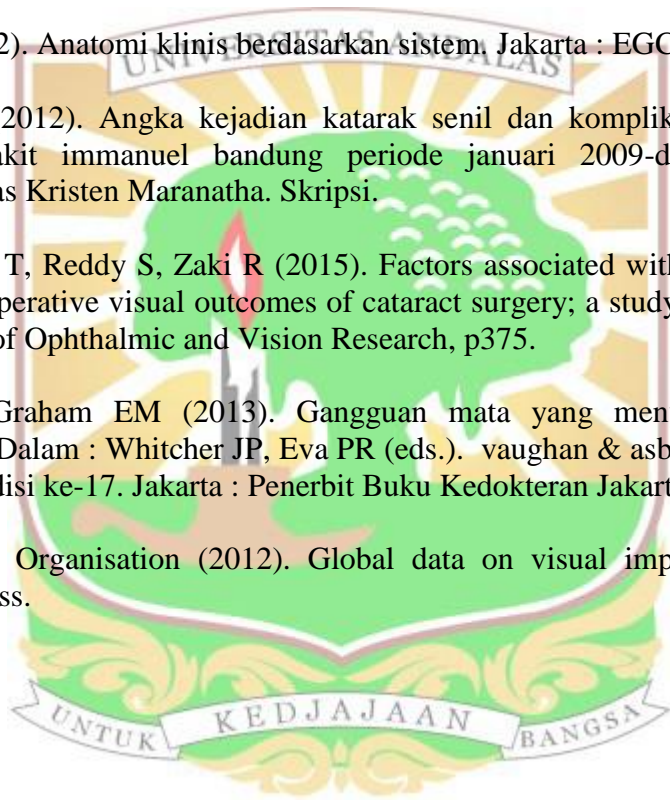 2). Anatomi klinis berdasarkan sistem. Jakarta : EGC
UNIVERSITAS ANDALAS
2012). Angka kejadian katarak senil dan komplik
akit immanuel bandung periode januari 2009-d
as Kristen Maranatha. Skripsi.
T, Reddy S, Zaki R (2015). Factors associated with
perative visual outcomes of cataract surgery; a study
of Ophthalmic and Vision Research, p375.
Graham EM (2013). Gangguan mata yang men
Dalam : Whitcher JP, Eva PR (eds.). vaughan & asb
disi ke-17. Jakarta : Penerbit Buku Kedokteran Jakart
Organisation (2012). Global data on visual imp
ss.
UNTUK KEDJAJAAN BANGSA